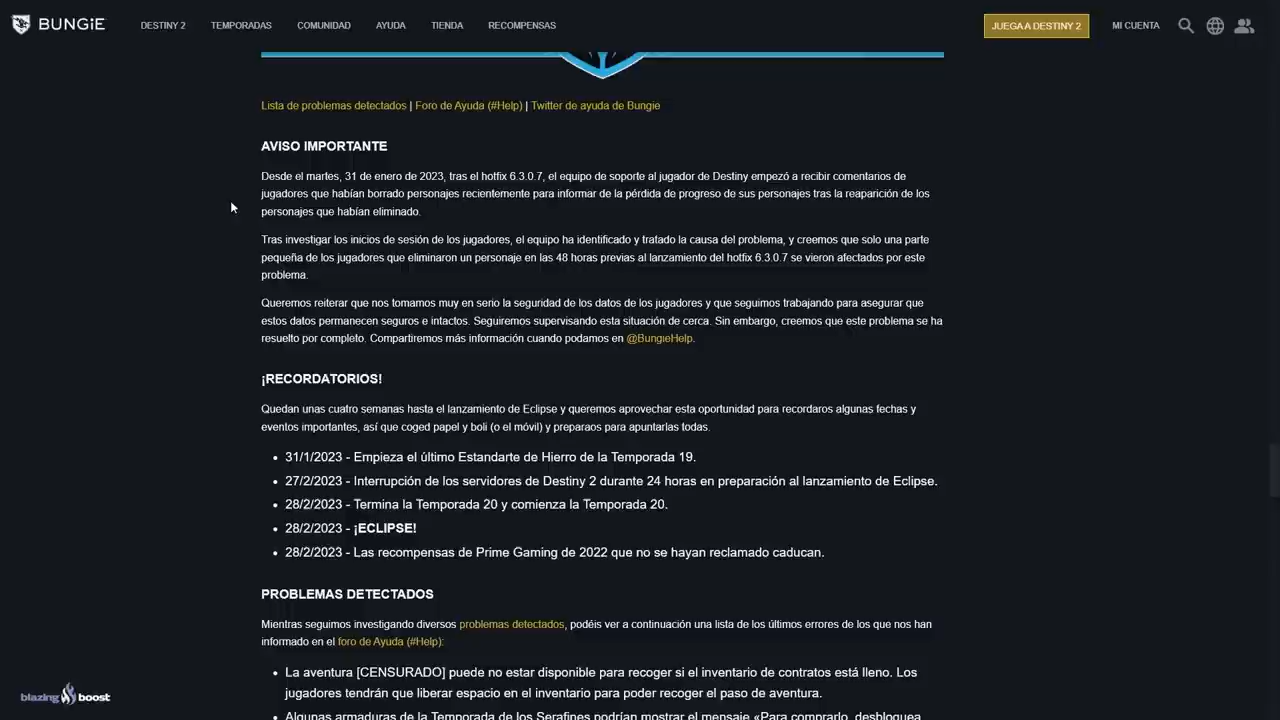 BUNGiE DESTINY 2 TEMPORADAS COMUNIDAD AYUDA TIENDA RECOMPENSAS JUEGA A DESTINY 2 MI CUENTA
Lista de problemas detectados | Foro de Ayuda (#Help) | Twitter de ayuda de Bungie
AVISO IMPORTANTE
Desde el martes, 31 de enero de 2023, tras el hotfix 6.3.0.7, el equipo de soporte al jugador de Destiny empezó a recibir comentarios de
jugadores que habían borrado personajes recientemente para informar de la pérdida de progreso de sus personajes tras la reaparición de los
personajes que habían eliminado.
Tras investigar los inicios de sesión de los jugadores, el equipo ha identificado y tratado la causa del problema, y creemos que solo una parte
pequeña de los jugadores que eliminaron un personaje en las 48 horas previas al lanzamiento del hotfix 6.3.0.7 se vieron afectados por este
problema.
Queremos reiterar que nos tomamos muy en serio la seguridad de los datos de los jugadores y que seguimos trabajando para asegurar que
estos datos permanecen seguros e intactos. Seguiremos supervisando esta situación de cerca. Sin embargo, creemos que este problema se ha
resuelto por completo. Compartiremos más información cuando podamos en @BungieHelp.
¡RECORDATORIOS!
Quedan unas cuatro semanas hasta el lanzamiento de Eclipse y queremos aprovechar esta oportunidad para recordaros algunas fechas y
eventos importantes, así que coged papel y boli (o el móvil) y preparaos para apuntarlas todas.
• 31/1/2023 - Empieza el último Estandarte de Hierro de la Temporada 19.
• 27/2/2023 - Interrupción de los servidores de Destiny 2 durante 24 horas en preparación al lanzamiento de Eclipse.
• 28/2/2023 - Termina la Temporada 20 y comienza la Temporada 20.
• 28/2/2023 - ¡ECLIPSE!
• 28/2/2023 - Las recompensas de Prime Gaming de 2022 que no se hayan reclamado caducan.
PROBLEMAS DETECTADOS
Mientras seguimos investigando diversos problemas detectados, podéis ver a continuación una lista de los últimos errores de los que nos han
informado en el foro de Ayuda (#Help):
• La aventura [CENSURADO] puede no estar disponible para recoger si el inventario de contratos está lleno. Los
jugadores tendrán que liberar espacio en el inventario para poder recoger el paso de aventura.
• Algunas armaduras de la Temporada de los Serafines podrían mostrar el mensaje «Para comprarlo, desbloquea
blazing boost